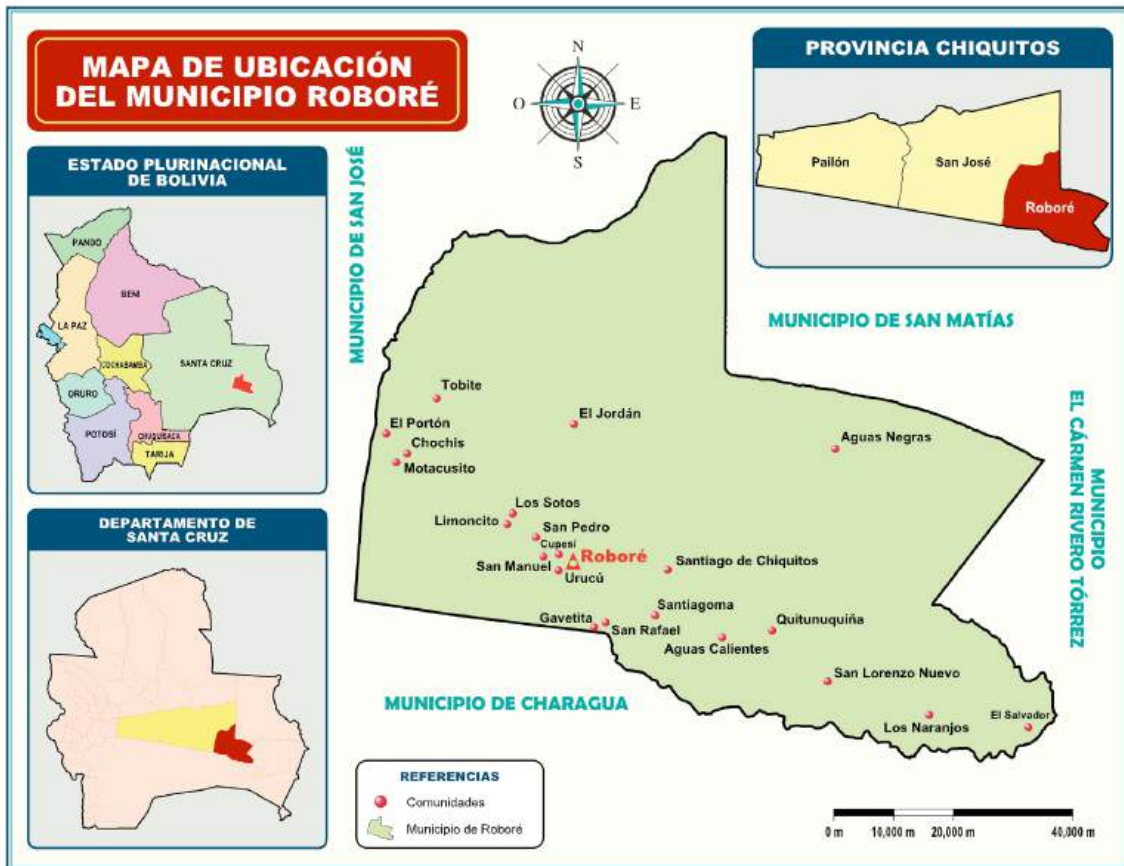 MAPA DE UBICACIÓN
DEL MUNICIPIO ROBORÉ
N
O
E
S
PROVINCIA CHIQUITOS
Pailón
San José
Roboré
ESTADO PLURINACIONAL
DE BOLIVIA
PANDO
BENI
LA PAZ
COCHABAMBA
SANTA CRUZ
ORURO
POTOSÍ
CHUQUISACA
TARIJA
DEPARTAMENTO DE
SANTA CRUZ
MUNICIPIO DE SAN JOSÉ
MUNICIPIO DE SAN MATÍAS
MUNICIPIO
EL CÁRMEN RIVERO TÓRREZ
MUNICIPIO DE CHARAGUA
Tobite
El Jordán
El Portón
Chochis
Motacusito
Aguas Negras
Los Sotos
Limoncito
San Pedro
Cupesí
Roboré
San Manuel
Urucú
Santiago de Chiquitos
Gavetita
Santiagoma
San Rafael
Quitunuquiña
Aguas Calientes
San Lorenzo Nuevo
Los Naranjos
El Salvador
REFERENCIAS
Comunidades
Municipio de Roboré
0 m 10,000 m 20,000 m 40,000 m